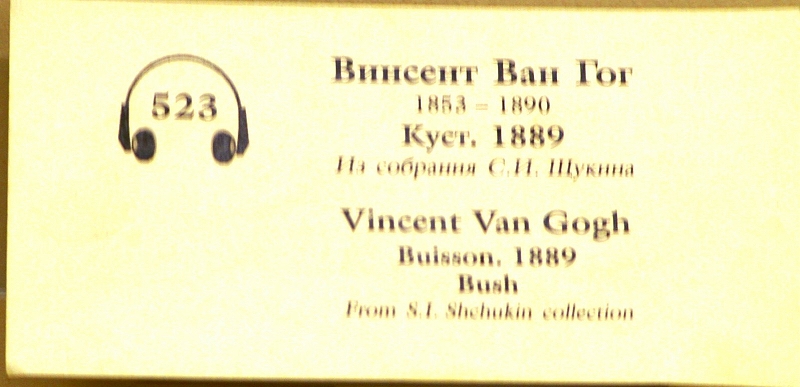 523
Винсент Ван Гог
1853 - 1890
Куст. 1889
Из собрания С.И. Щукина
Vincent Van Gogh
Buisson. 1889
Bush
From S.I. Shchukin collection